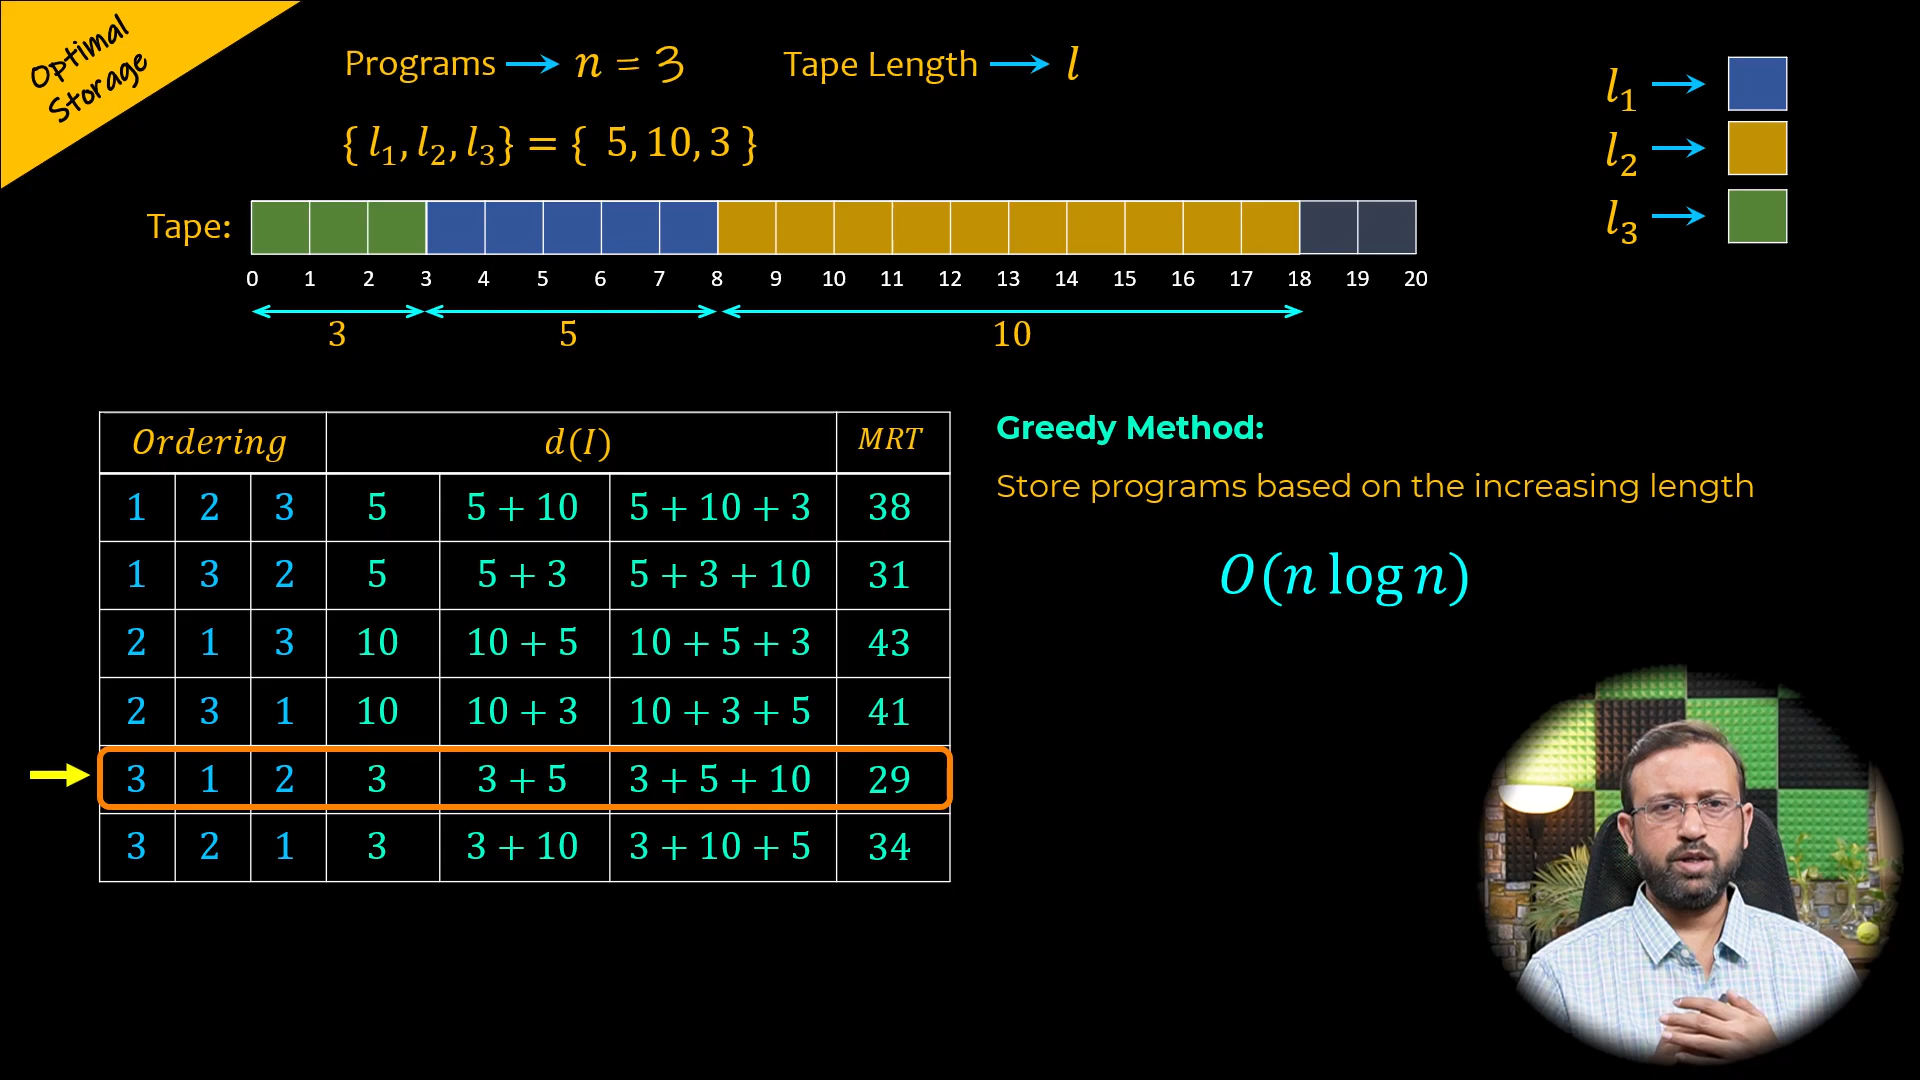 Optimal
Storage
Programs → n = 3
Tape Length → l
{ l₁, l₂, l₃} = { 5, 10, 3 }
l₁ →
l₂ →
l₃ →
Tape:
0 1 2 3 4 5 6 7 8 9 10 11 12 13 14 15 16 17 18 19 20
3 5 10
Ordering d(I) MRT
1 2 3 5 5 + 10 5 + 10 + 3 38
1 3 2 5 5 + 3 5 + 3 + 10 31
2 1 3 10 10 + 5 10 + 5 + 3 43
2 3 1 10 10 + 3 10 + 3 + 5 41
3 1 2 3 3 + 5 3 + 5 + 10 29
3 2 1 3 3 + 10 3 + 10 + 5 34
Greedy Method:
Store programs based on the increasing length
O(n log n)